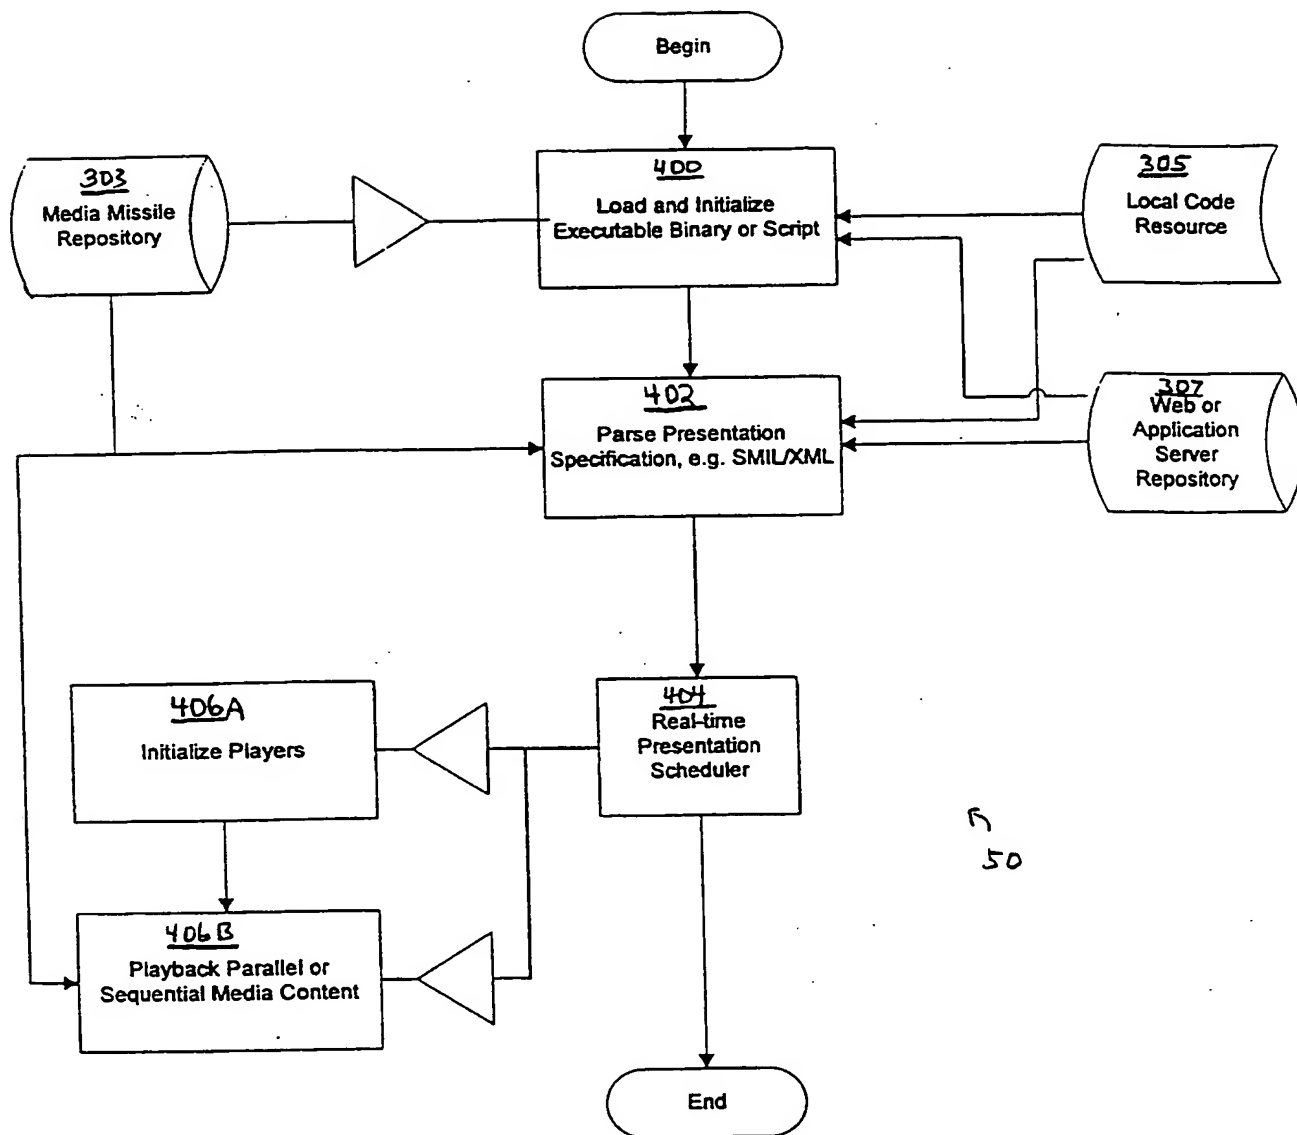 Begin
303
Media Missile
Repository
400
Load and Initialize
Executable Binary or Script
305
Local Code
Resource
402
Parse Presentation
Specification, e.g. SMIL/XML
307
Web or
Application
Server
Repository
406A
Initialize Players
404
Real-time
Presentation
Scheduler
50
406B
Playback Parallel or
Sequential Media Content
End